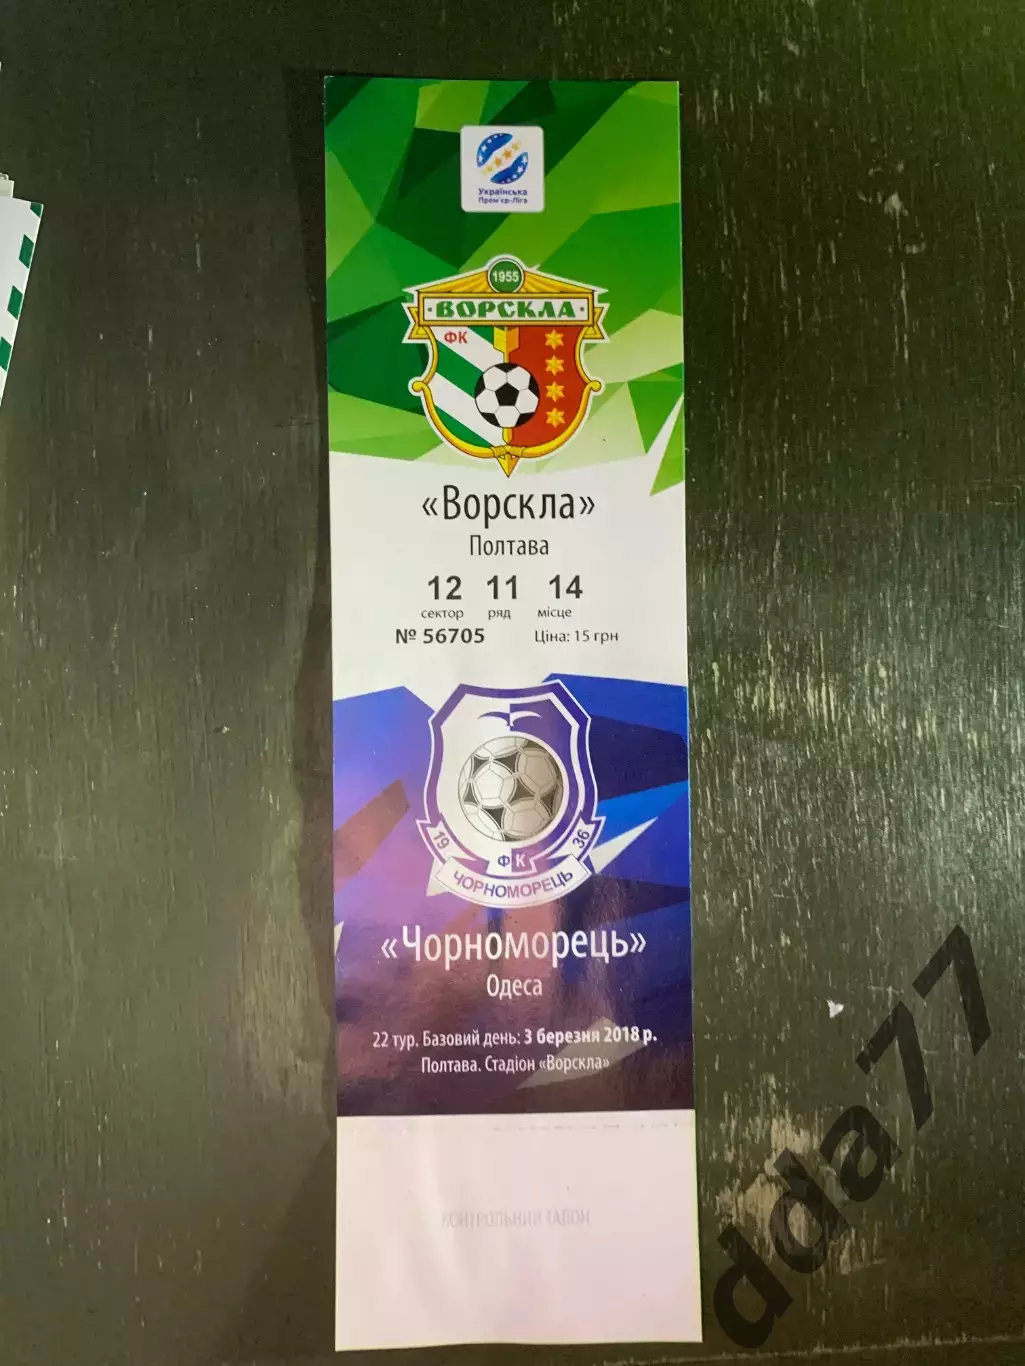 Українська
Прем'єр-Ліга
1955
ВОРСКЛА
ФК
«Ворскла»
Полтава
12 11 14
сектор ряд місце
№ 56705 Ціна: 15 грн
19 ФК 36
ЧОРНОМОРЕЦЬ
«Чорноморець»
Одеса
22 тур. Базовий день: 3 березня 2018 р.
Полтава. Стадіон «Ворскла»
КОНТРОЛЬНИЙ ТАЛОН
dda77